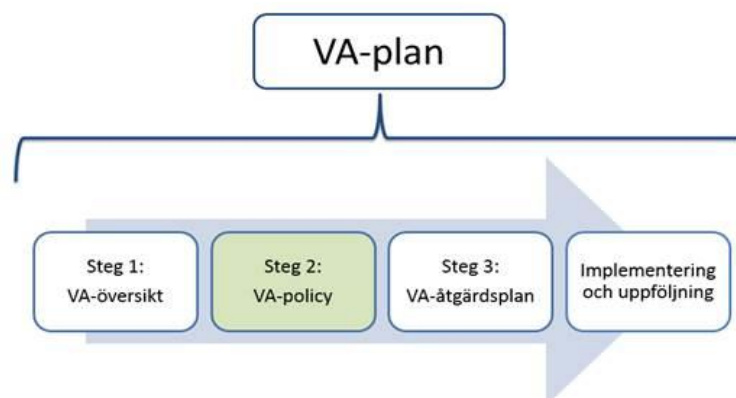 VA-plan
Steg 1:
VA-översikt
Steg 2:
VA-policy
Steg 3:
VA-åtgärdsplan
Implementering
och uppföljning